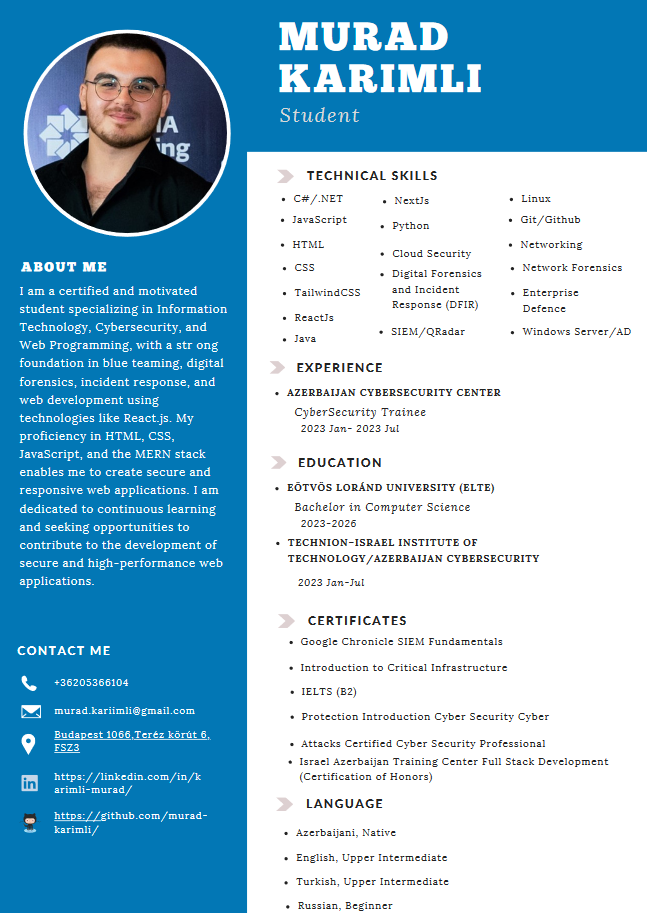 MURAD
KARIMLI
Student
ABOUT ME
I am a certified and motivated
student specializing in Information
Technology, Cybersecurity, and
Web Programming, with a str ong
foundation in blue teaming, digital
forensics, incident response, and
web development using
technologies like React.js. My
proficiency in HTML, CSS,
JavaScript, and the MERN stack
enables me to create secure and
responsive web applications. I am
dedicated to continuous learning
and seeking opportunities to
contribute to the development of
secure and high-performance web
applications.
CONTACT ME
+36205366104
murad.kariimli@gmail.com
Budapest 1066,Teréz körút 6,
FSZ3
https://linkedin.com/in/k
arimli-murad/
https://github.com/murad-
karimli/
TECHNICAL SKILLS
• C#/.NET
• JavaScript
• HTML
• CSS
• TailwindCSS
• ReactJs
• Java
• NextJs
• Python
• Cloud Security
• Digital Forensics
and Incident
Response (DFIR)
• SIEM/QRadar
• Linux
• Git/Github
• Networking
• Network Forensics
• Enterprise
Defence
• Windows Server/AD
EXPERIENCE
• AZERBAIJAN CYBERSECURITY CENTER
CyberSecurity Trainee
2023 Jan- 2023 Jul
EDUCATION
• EÖTVÖS LORÁND UNIVERSITY (ELTE)
Bachelor in Computer Science
2023-2026
• TECHNION–ISRAEL INSTITUTE OF
TECHNOLOGY/AZERBAIJAN CYBERSECURITY
2023 Jan-Jul
CERTIFICATES
• Google Chronicle SIEM Fundamentals
• Introduction to Critical Infrastructure
• IELTS (B2)
• Protection Introduction Cyber Security Cyber
• Attacks Certified Cyber Security Professional
• Israel Azerbaijan Training Center Full Stack Development
(Certification of Honors)
LANGUAGE
• Azerbaijani, Native
• English, Upper Intermediate
• Turkish, Upper Intermediate
• Russian, Beginner